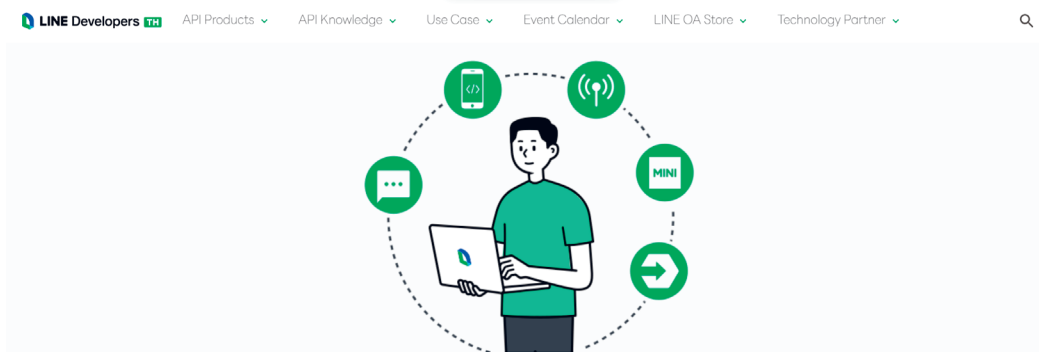 LINE Developers TH API Products API Knowledge Use Case Event Calendar LINE OA Store Technology Partner
</>
MINI